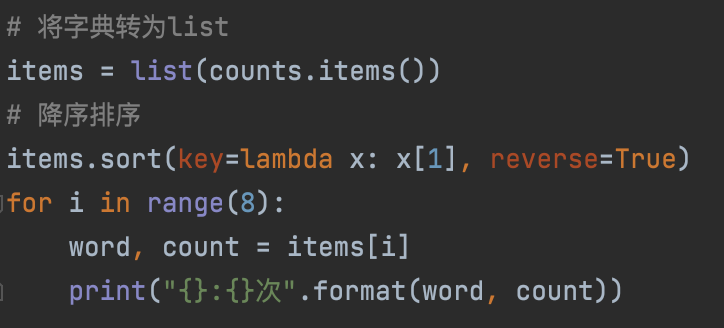 # 将字典转为list
items = list(counts.items())
# 降序排序
items.sort(key=lambda x: x[1], reverse=True)
for i in range(8):
    word, count = items[i]
    print("{}:{}次".format(word, count))